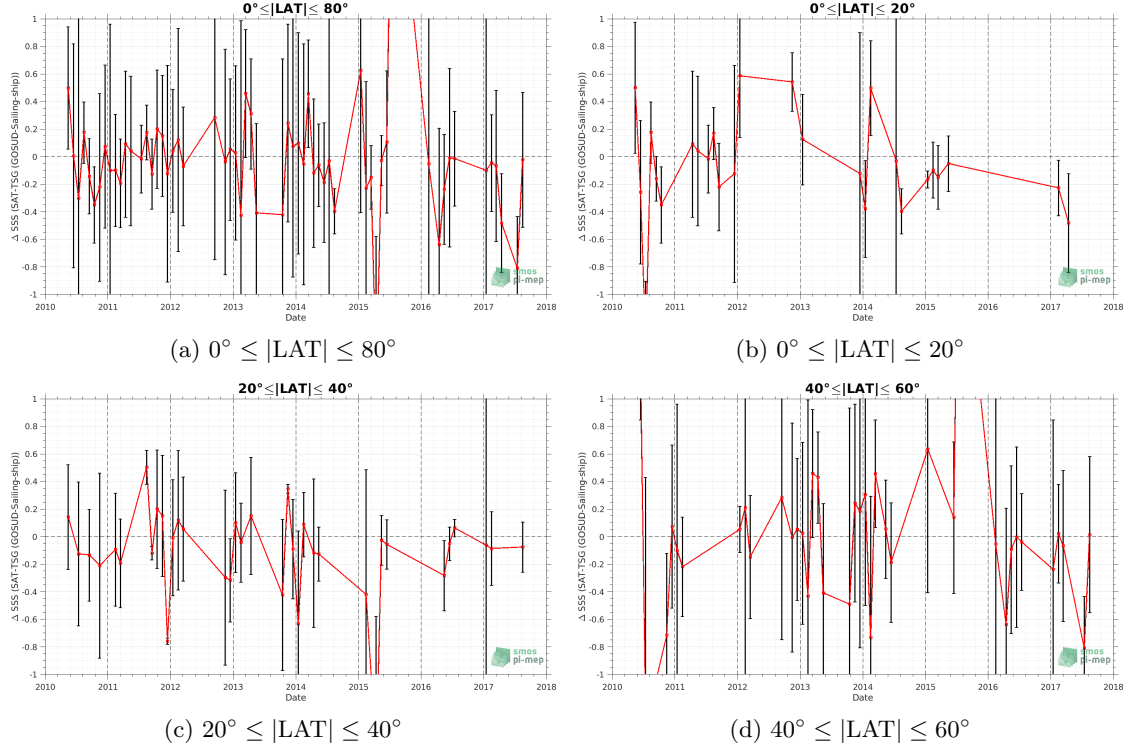 0°≤|LAT|≤ 80°
Δ SSS (SAT-TSG (GOSUD-Sailing-ship))
1
0.8
0.6
0.4
0.2
0
-0.2
-0.4
-0.6
-0.8
-1
2010 2011 2012 2013 2014 2015 2016 2017 2018
Date
smos
pi-mep
(a) 0° ≤ |LAT| ≤ 80°
0°≤|LAT|≤ 20°
Δ SSS (SAT-TSG (GOSUD-Sailing-ship))
1
0.8
0.6
0.4
0.2
0
-0.2
-0.4
-0.6
-0.8
-1
2010 2011 2012 2013 2014 2015 2016 2017 2018
Date
smos
pi-mep
(b) 0° ≤ |LAT| ≤ 20°
20°≤|LAT|≤ 40°
Δ SSS (SAT-TSG (GOSUD-Sailing-ship))
1
0.8
0.6
0.4
0.2
0
-0.2
-0.4
-0.6
-0.8
-1
2010 2011 2012 2013 2014 2015 2016 2017 2018
Date
smos
pi-mep
(c) 20° ≤ |LAT| ≤ 40°
40°≤|LAT|≤ 60°
Δ SSS (SAT-TSG (GOSUD-Sailing-ship))
1
0.8
0.6
0.4
0.2
0
-0.2
-0.4
-0.6
-0.8
-1
2010 2011 2012 2013 2014 2015 2016 2017 2018
Date
smos
pi-mep
(d) 40° ≤ |LAT| ≤ 60°